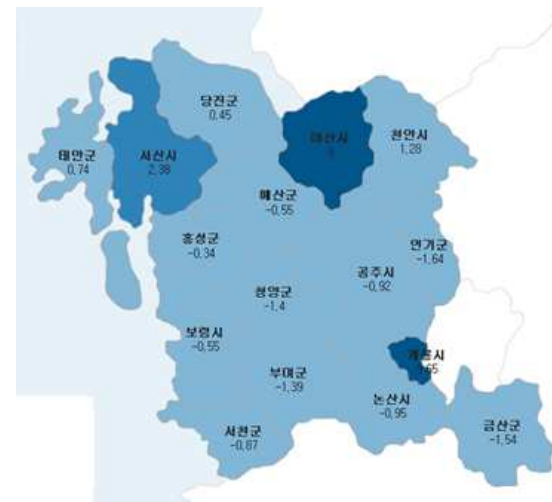 당진군
0.45
아산시
천안시
1.28
태안군
0.74
서산시
2.38
예산군
-0.55
홍성군
-0.34
연기군
-1.64
공주시
-0.92
청양군
-1.4
보령시
-0.55
계룡시
부여군
-1.39
논산시
-0.95
서천군
-0.87
금산군
-1.54